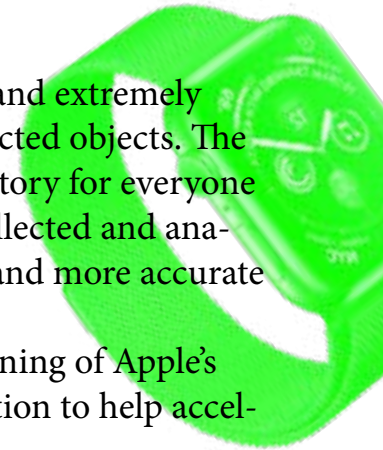 and extremely
cted objects. The
tory for everyone
llected and ana-
and more accurate
ning of Apple’s
tion to help accel-